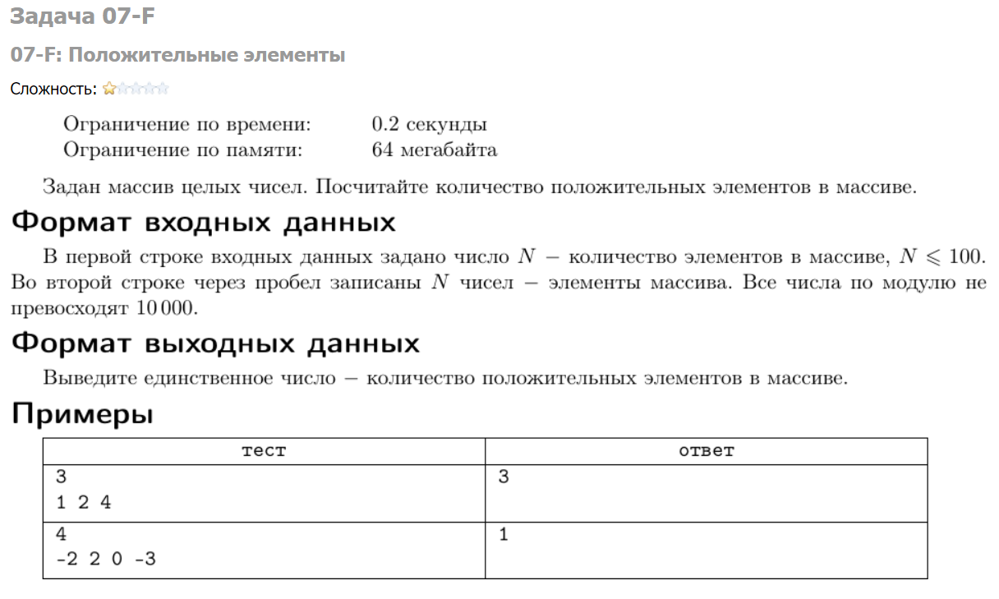 Задача 07-F
07-F: Положительные элементы
Сложность:
Ограничение по времени: 0.2 секунды
Ограничение по памяти: 64 мегабайта
Задан массив целых чисел. Посчитайте количество положительных элементов в массиве.
Формат входных данных
В первой строке входных данных задано число N − количество элементов в массиве, N ⩽ 100.
Во второй строке через пробел записаны N чисел − элементы массива. Все числа по модулю не
превосходят 10 000.
Формат выходных данных
Выведите единственное число − количество положительных элементов в массиве.
Примеры
тест ответ
3 3
1 2 4
4 1
-2 2 0 -3